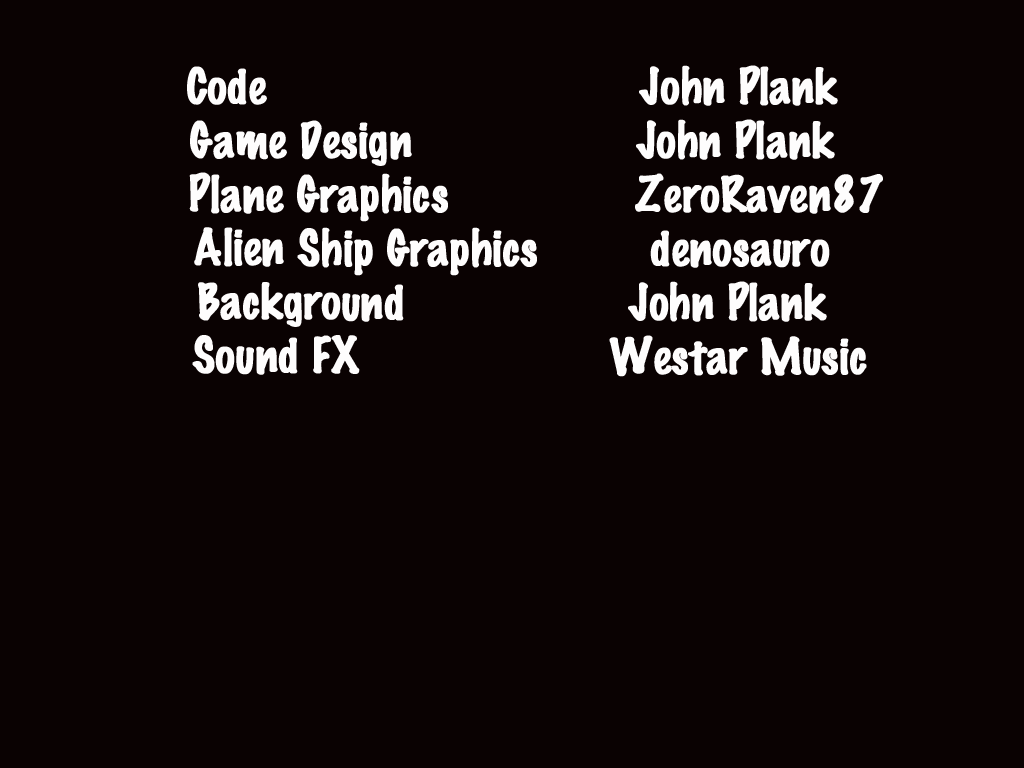 Code John Plank
Game Design John Plank
Plane Graphics ZeroRaven87
Alien Ship Graphics denosauro
Background John Plank
Sound FX Westar Music